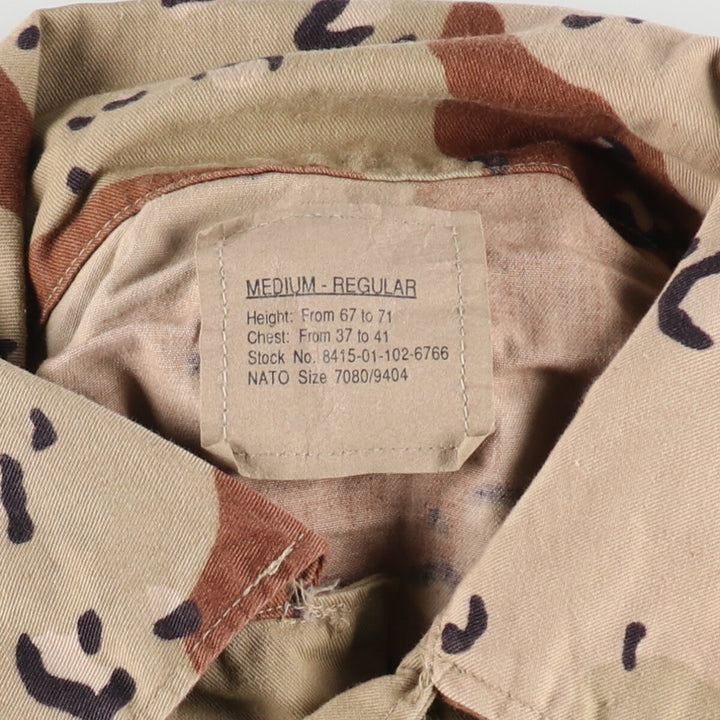 MEDIUM - REGULAR
Height: From 67 to 71
Chest: From 37 to 41
Stock No. 8415-01-102-6766
NATO Size 7080/9404